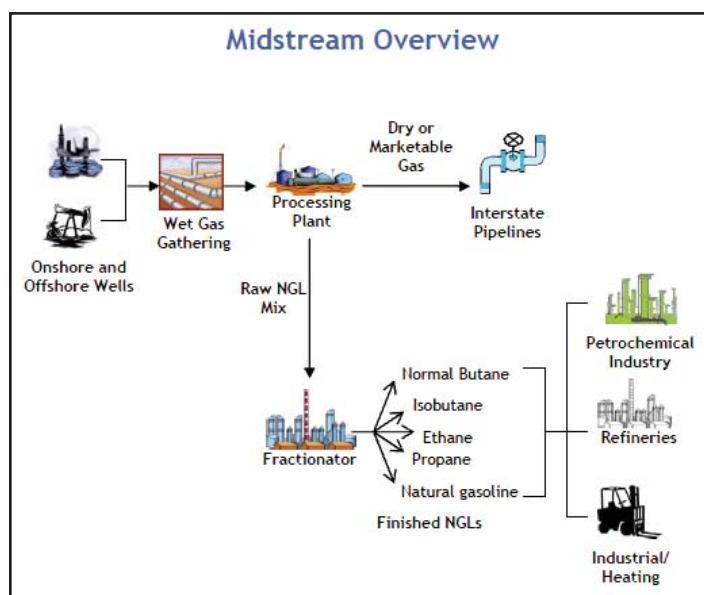 Midstream Overview
Onshore and
Offshore Wells
Wet Gas
Gathering
Processing
Plant
Dry or
Marketable
Gas
Interstate
Pipelines
Raw NGL
Mix
Fractionator
Normal Butane
Isobutane
Ethane
Propane
Natural gasoline
Finished NGLs
Petrochemical
Industry
Refineries
Industrial/
Heating